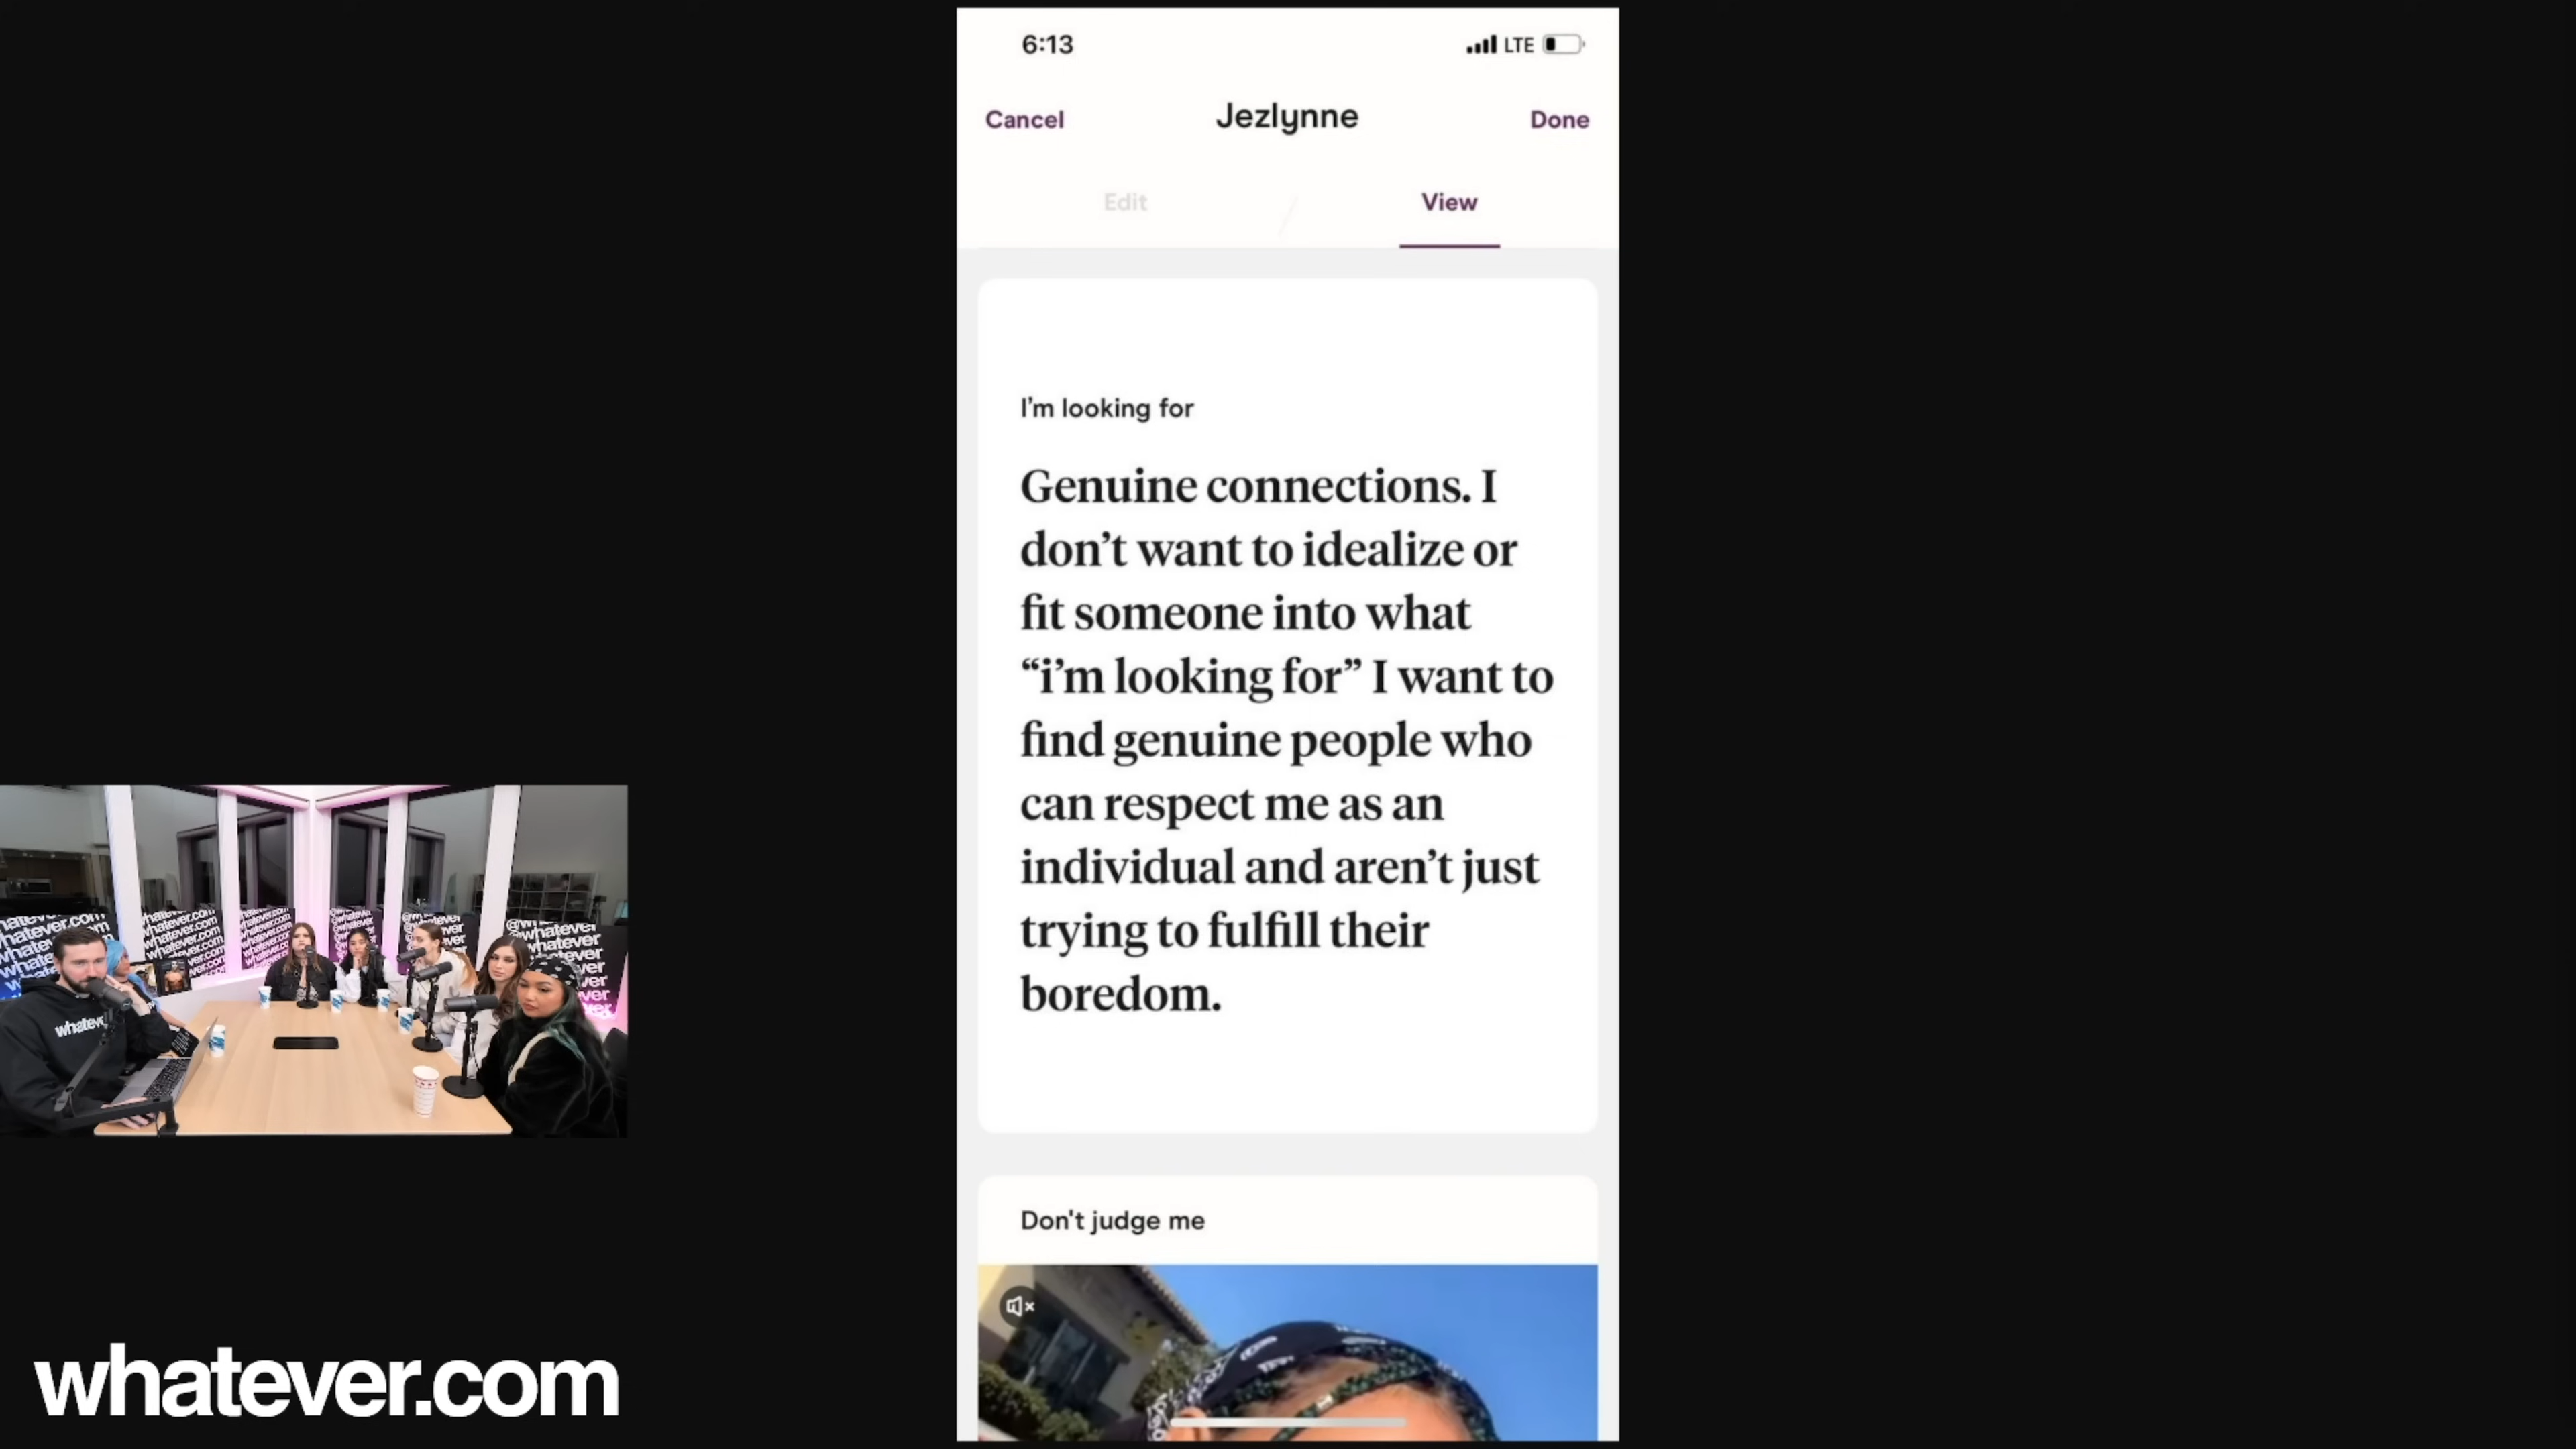 6:13
LTE
Cancel
Jezlynne
Done
Edit
View
I'm looking for
Genuine connections. I
don't want to idealize or
fit someone into what
“i'm looking for” I want to
find genuine people who
can respect me as an
individual and aren't just
trying to fulfill their
boredom.
Don't judge me
whatever.com